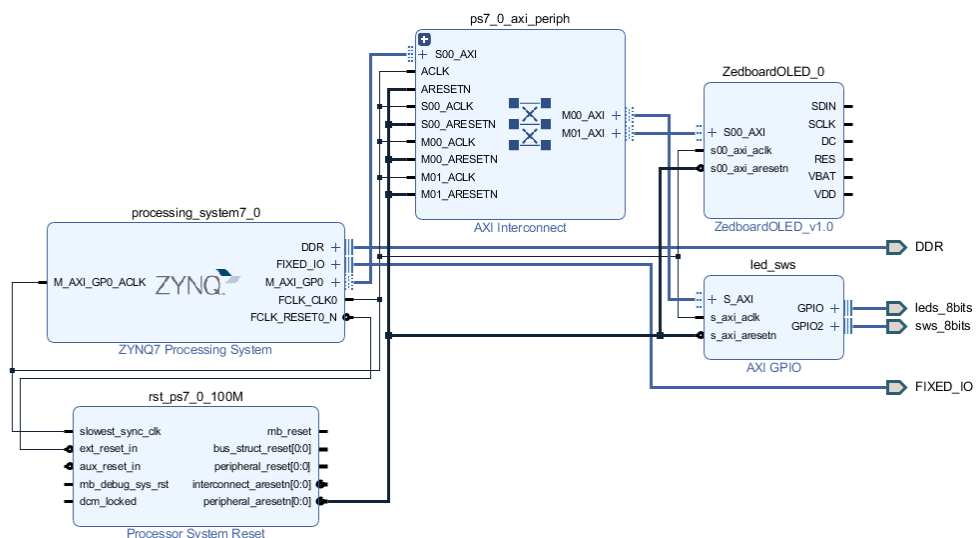 ps7_0_axi_periph
S00_AXI
ACLK
ARESETN
S00_ACLK
S00_ARESETN
M00_ACLK
M00_ARESETN
M01_ACLK
M01_ARESETN
M00_AXI
M01_AXI
AXI Interconnect
ZedboardOLED_0
S00_AXI
s00_axi_aclk
s00_axi_aresetn
SDIN
SCLK
DC
RES
VBAT
VDD
ZedboardOLED_v1.0
processing_system7_0
M_AXI_GP0_ACLK
ZYNQ
DDR
FIXED_IO
M_AXI_GP0
FCLK_CLK0
FCLK_RESET0_N
ZYNQ7 Processing System
led_sws
S_AXI
s_axi_aclk
s_axi_aresetn
GPIO
GPIO2
AXI GPIO
DDR
leds_8bits
sws_8bits
FIXED_IO
rst_ps7_0_100M
slowest_sync_clk
ext_reset_in
aux_reset_in
mb_debug_sys_rst
dcm_locked
mb_reset
bus_struct_reset[0:0]
peripheral_reset[0:0]
interconnect_aresetn[0:0]
peripheral_aresetn[0:0]
Processor System Reset